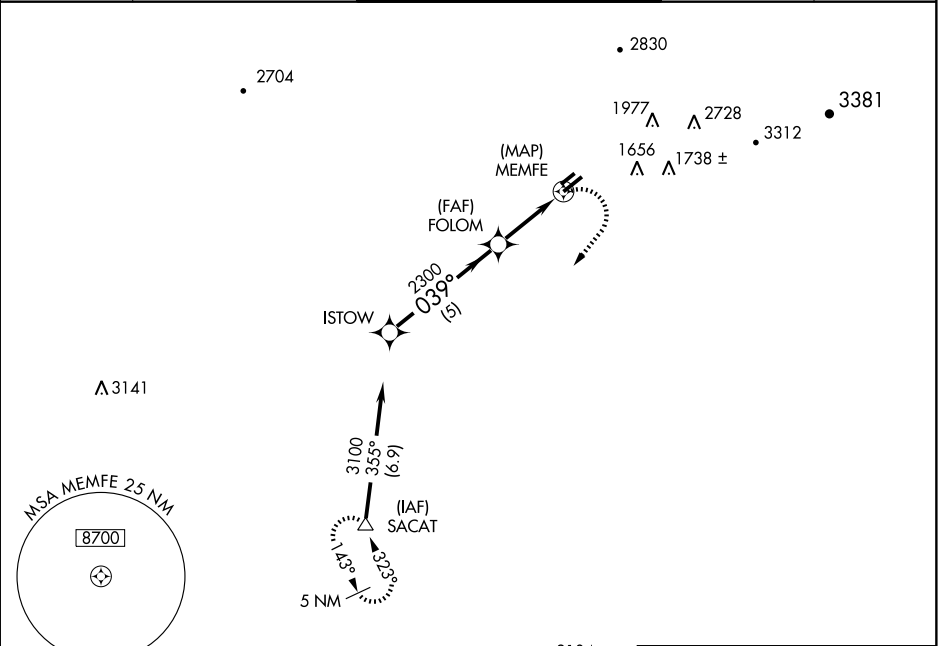 2830
2704
3381
1977
2728
3312
1656
1738 ±
(MAP)
MEMFE
(FAF)
FOLOM
2300
039°
(5)
ISTOW
3141
3100
355°
(6.9)
MSA MEMFE 25 NM
(IAF)
SACAT
8700
143°
323°
5 NM